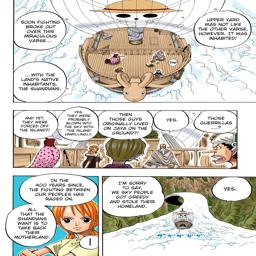 SOON FIGHTING
BROKE OUT
OVER THIS
MIRACULOUS
VARSE...
UPPER YARD
WAS NOT LIKE
THE OTHER VARSE,
HOWEVER. IT WAS
INHABITED!
...WITH THE
LAND'S NATIVE
INHABITANTS,
THE SHANDIANS.
THOSE
GUERRILLAS
...?
YES.
THEN
THOSE GUYS
ORIGINALLY LIVED
ON JAYA ON THE
GROUND?!
YES...
THEY WERE
PROBABLY
BLOWN INTO
THE SKY WITH
THE ISLAND
UNWILLINGLY.
AND YET,
THEY WERE
FORCED OFF
THE ISLAND??
IN THE
400 YEARS SINCE,
THE FIGHTING BETWEEN
OUR PEOPLES HAS
RAGED ON.
ALL
THAT THE
SHANDIANS
WANT IS TO
TAKE BACK
THEIR
MOTHERLAND.
YES.
I'M SORRY
TO SAY,
WE SKY PEOPLE
GOT GREEDY
AND STOLE THEIR
HOMELAND.